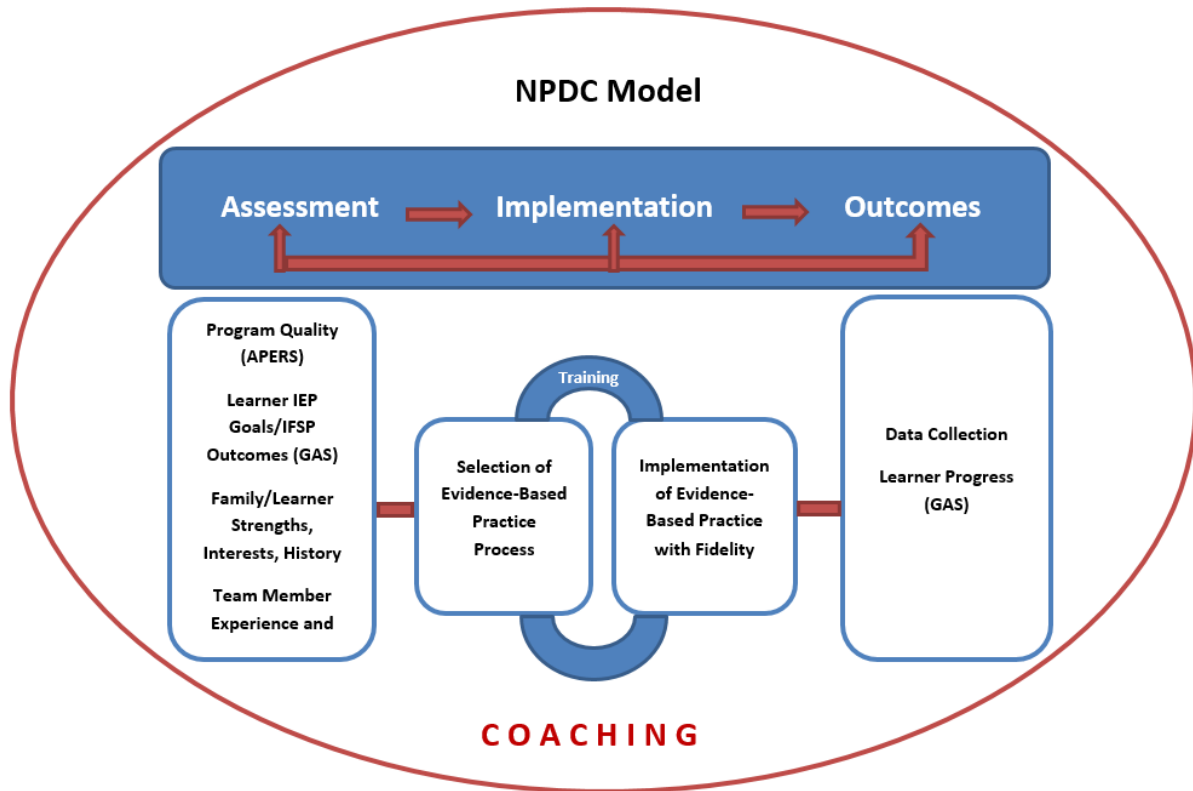 NPDC Model
Assessment
Implementation
Outcomes
Program Quality
(APERS)
Learner IEP
Goals/IFSP
Outcomes (GAS)
Family/Learner
Strengths,
Interests, History
Team Member
Experience and
Training
Selection of
Evidence-Based
Practice
Process
Implementation
of Evidence-
Based Practice
with Fidelity
Data Collection
Learner Progress
(GAS)
COACHING